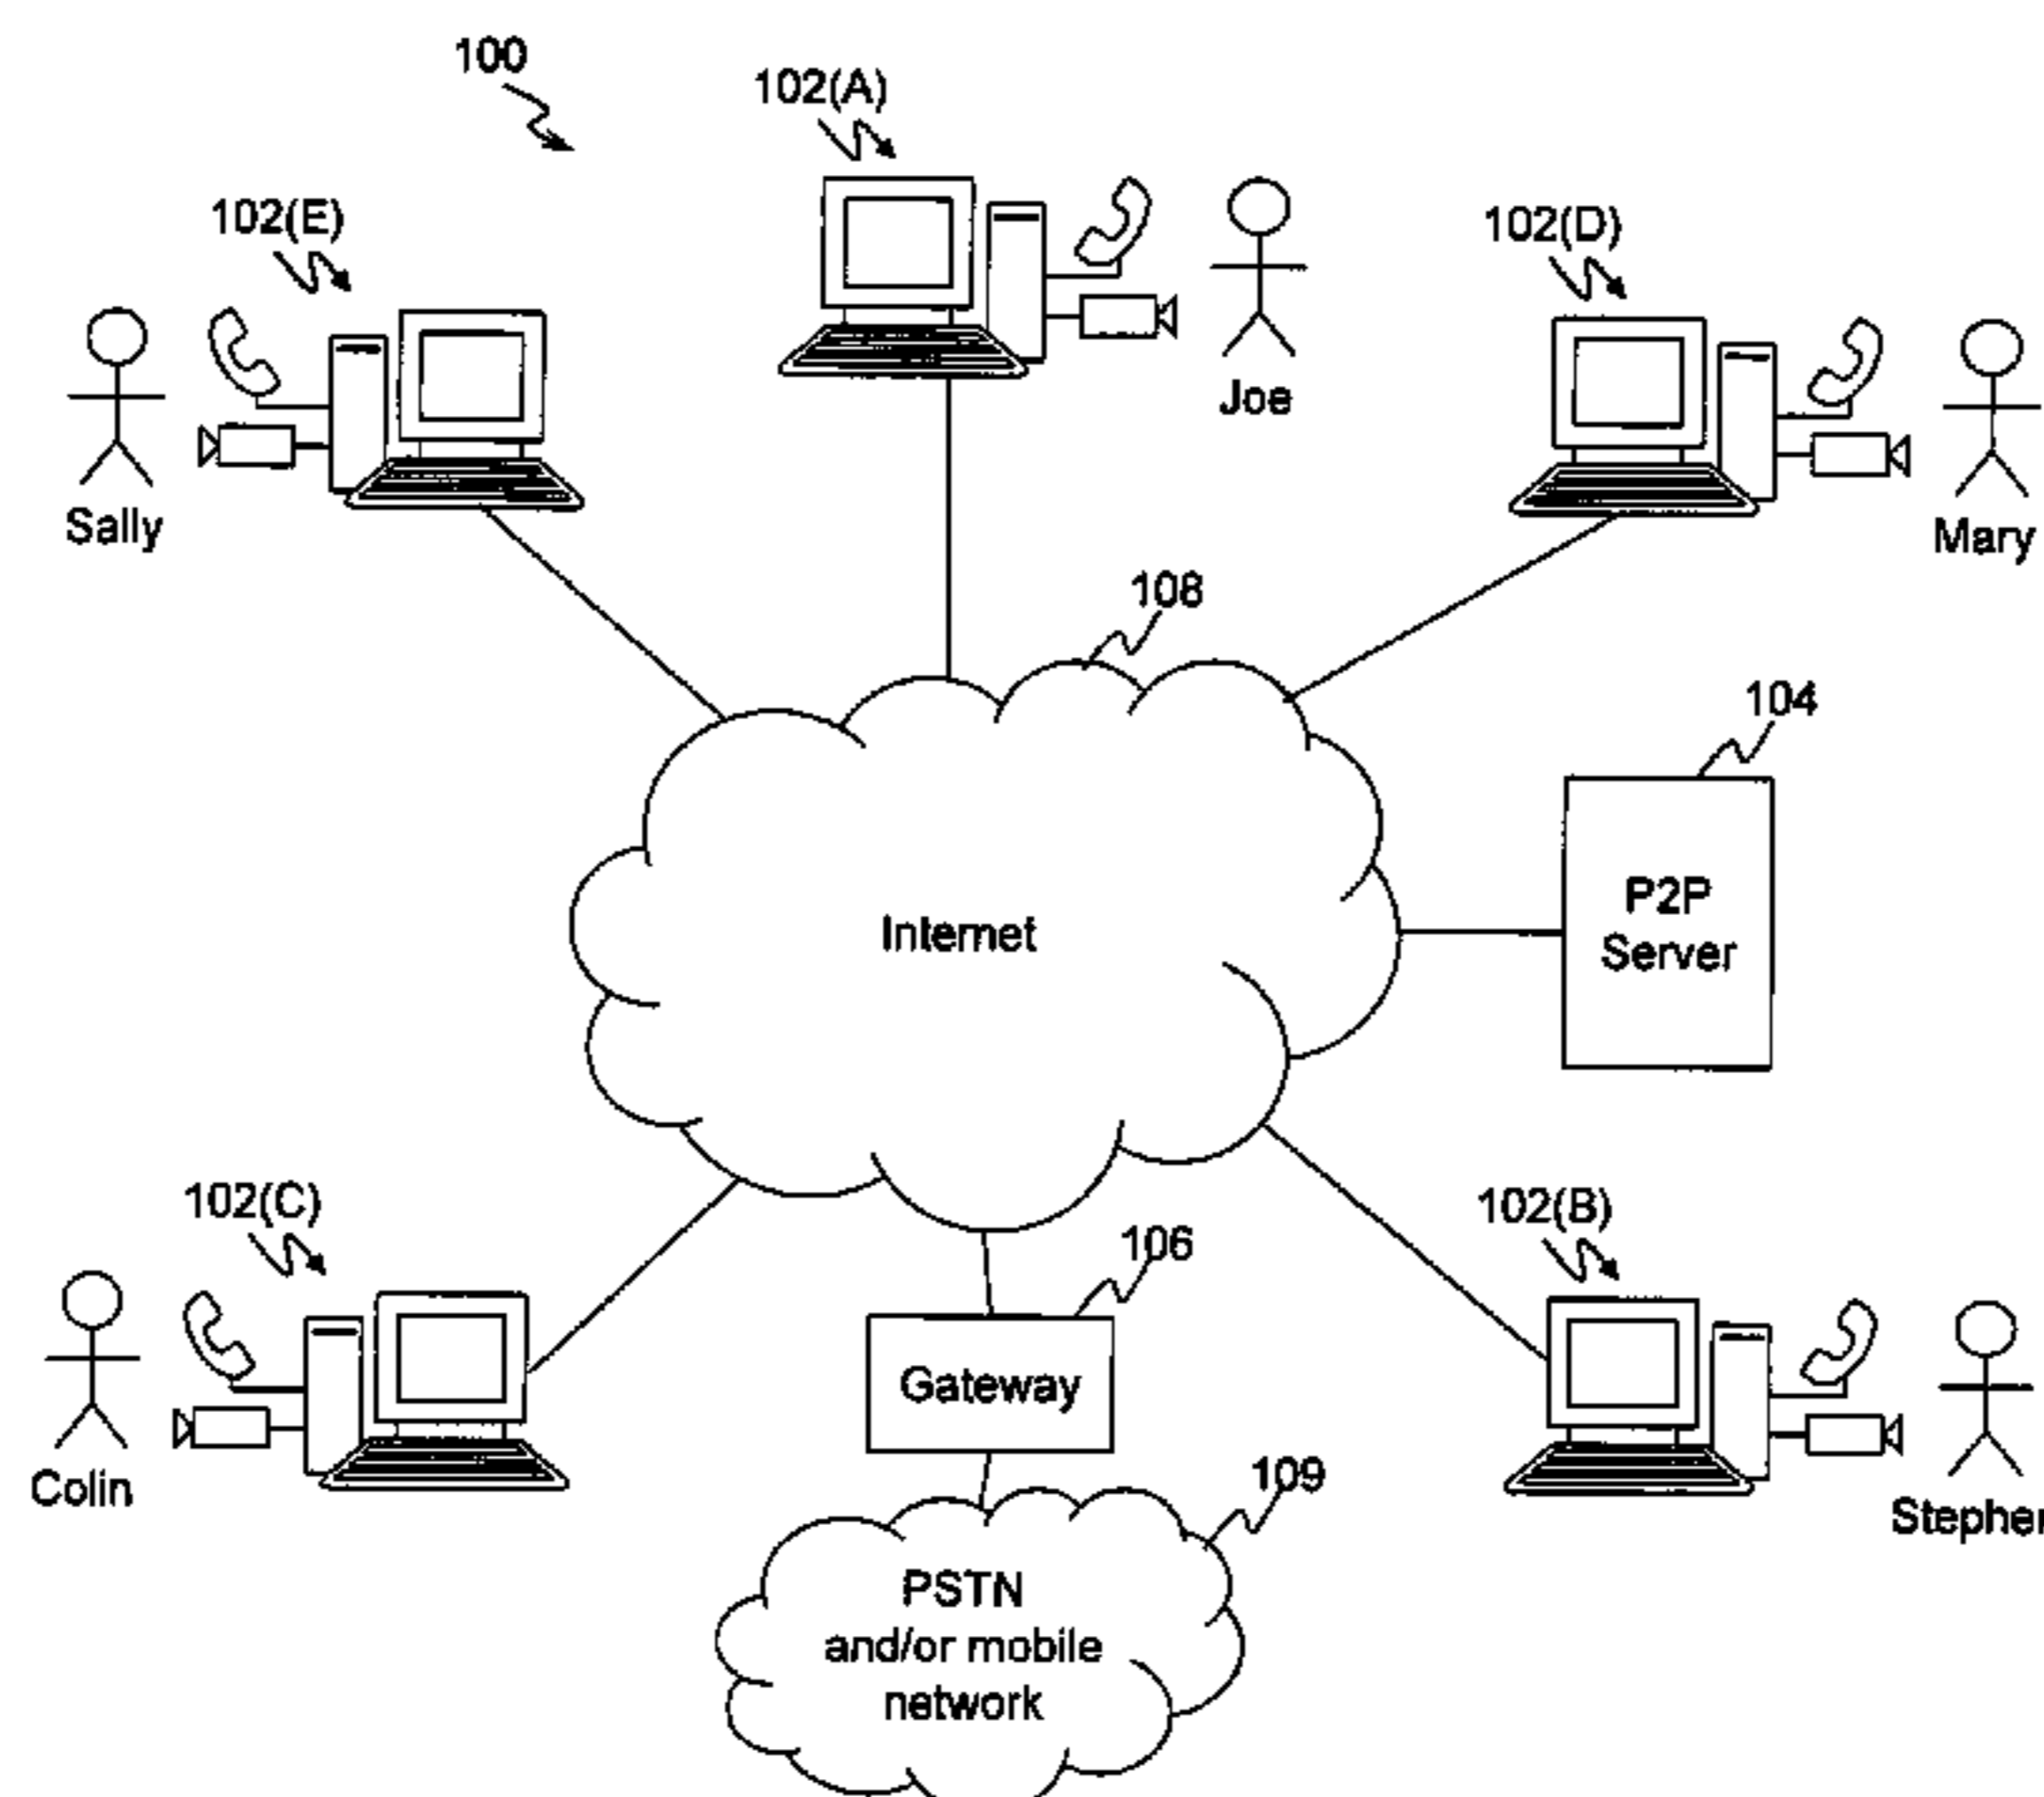 100
102(A)
102(E)
102(D)
Joe
Sally
Mary
108
104
Internet
P2P
Server
102(C)
102(B)
106
Gateway
Colin
109
PSTN
and/or mobile
network